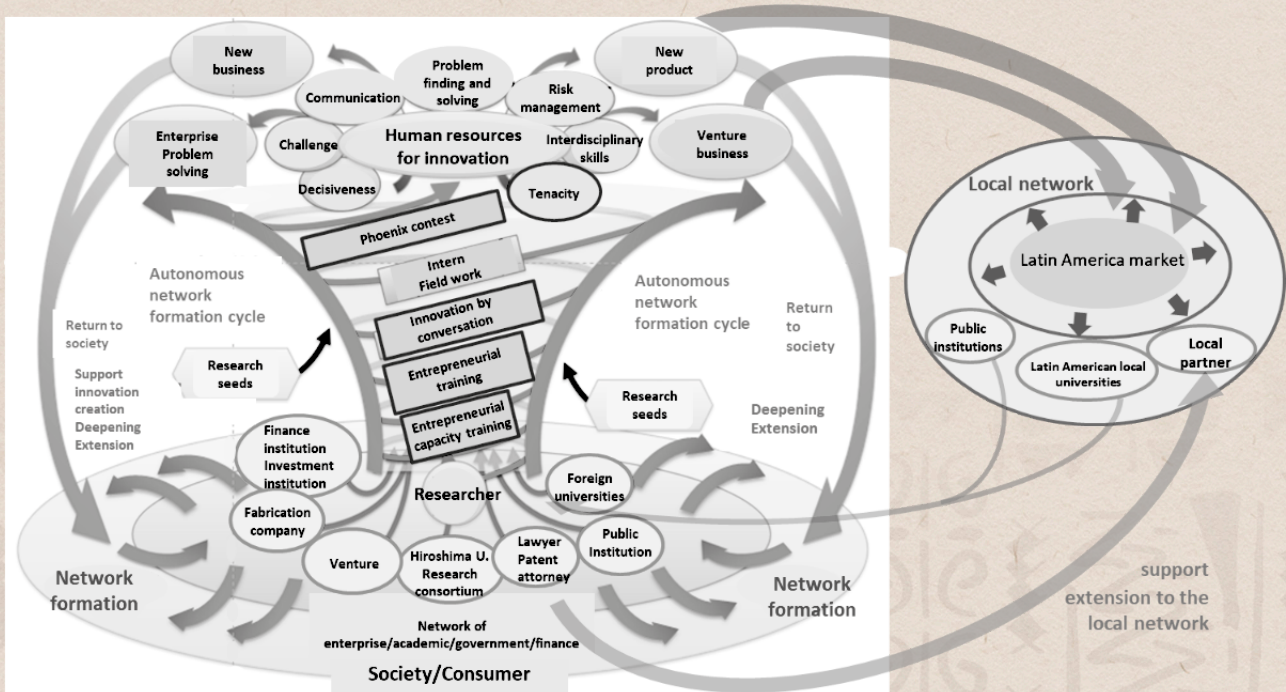 New
business
Problem
finding and
solving
New
product
Communication
Risk
management
Enterprise
Problem
solving
Challenge
Human resources
for innovation
Interdisciplinary
skills
Venture
business
Decisiveness
Tenacity
Phoenix contest
Intern
Field work
Innovation by
conversation
Entrepreneurial
training
Entrepreneurial
capacity training
Autonomous
network
formation cycle
Autonomous
network
formation cycle
Return to
society
Support
innovation
creation
Deepening
Extension
Research
seeds
Research
seeds
Return
to
society
Deepening
Extension
Finance
institution
Investment
institution
Researcher
Foreign
universities
Fabrication
company
Venture
Hiroshima U.
Research
consortium
Lawyer
Patent
attorney
Public
Institution
Network
formation
Network
formation
Network of
enterprise/academic/government/finance
Society/Consumer
Local network
Latin America market
Public
institutions
Latin American local
universities
Local
partner
support
extension to the
local network